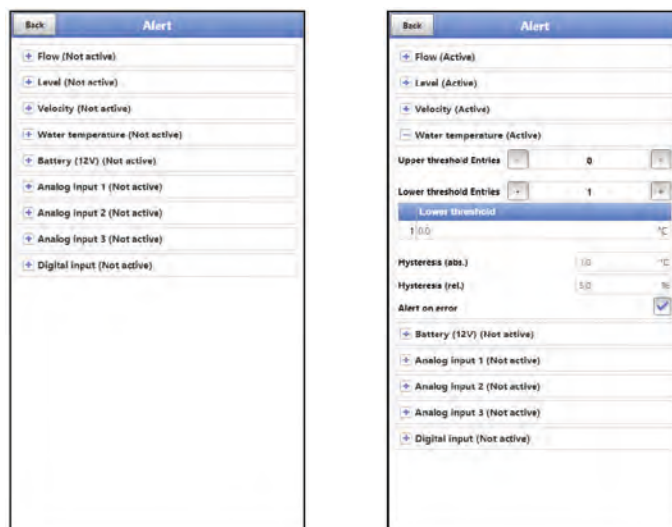 Back Alert
+ Flow (Not active)
+ Level (Not active)
+ Velocity (Not active)
+ Water temperature (Not active)
+ Battery (12V) (Not active)
+ Analog input 1 (Not active)
+ Analog input 2 (Not active)
+ Analog input 3 (Not active)
+ Digital input (Not active)
Back Alert
+ Flow (Active)
+ Level (Active)
+ Velocity (Active)
− Water temperature (Active)
Upper threshold Entries - 0 +
Lower threshold Entries - 1 +
Lower threshold
1 0.0 °C
Hysteresis (abs.) °C
Hysteresis (rel.) 5.0 %
Alert on error
+ Battery (12V) (Not active)
+ Analog input 1 (Not active)
+ Analog input 2 (Not active)
+ Analog input 3 (Not active)
+ Digital input (Not active)